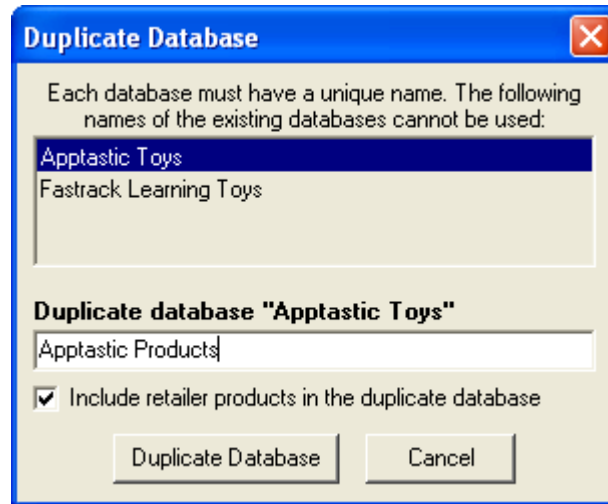 Duplicate Database
Each database must have a unique name. The following
names of the existing databases cannot be used:
Apptastic Toys
Fastrack Learning Toys
Duplicate database "Apptastic Toys"
Apptastic Products
Include retailer products in the duplicate database
Duplicate Database
Cancel